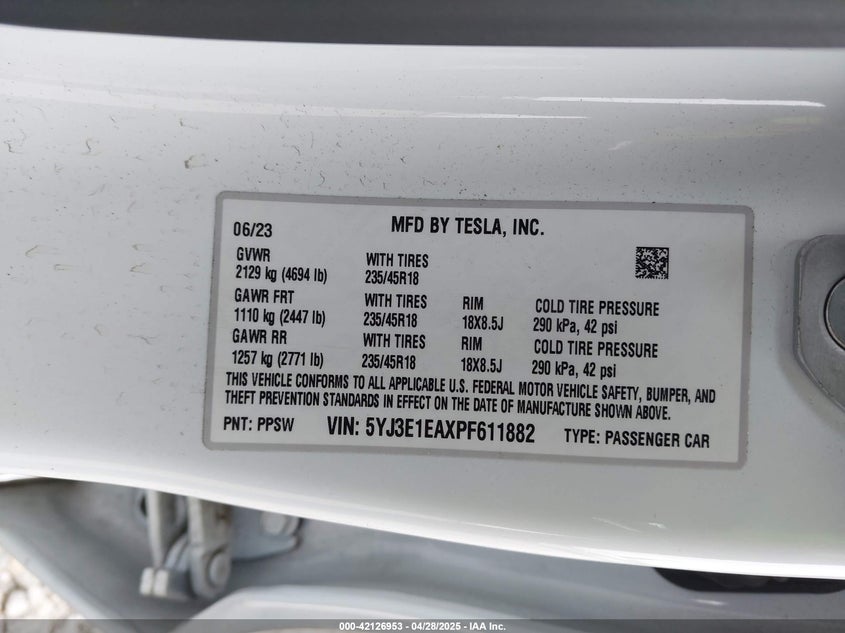 06/23 MFD BY TESLA, INC.
GVWR WITH TIRES
2129 kg (4694 lb) 235/45R18
GAWR FRT WITH TIRES RIM COLD TIRE PRESSURE
1110 kg (2447 lb) 235/45R18 18X8.5J 290 kPa, 42 psi
GAWR RR WITH TIRES RIM COLD TIRE PRESSURE
1257 kg (2771 lb) 235/45R18 18X8.5J 290 kPa, 42 psi
THIS VEHICLE CONFORMS TO ALL APPLICABLE U.S. FEDERAL MOTOR VEHICLE SAFETY, BUMPER, AND
THEFT PREVENTION STANDARDS IN EFFECT ON THE DATE OF MANUFACTURE SHOWN ABOVE.
PNT: PPSW VIN: 5YJ3E1EAXPF611882 TYPE: PASSENGER CAR
000-42126953 | 04/28/2025 - IAA Inc.